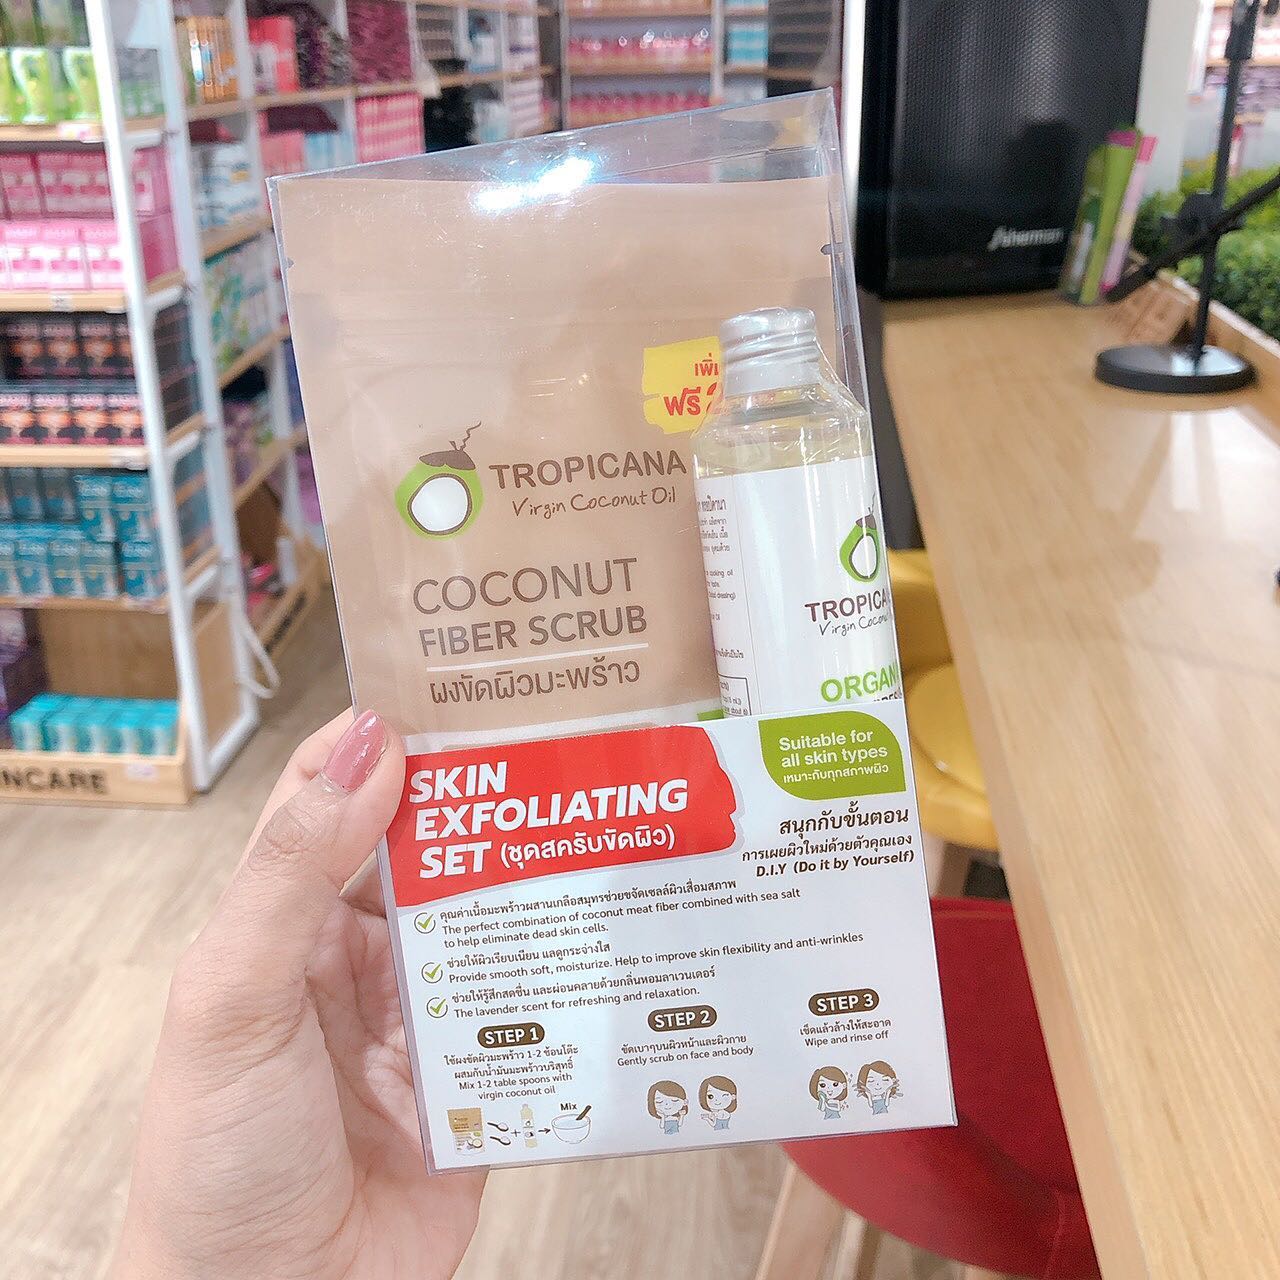 เพิ่ม
ฟรี
TROPICANA
Virgin Coconut Oil
COCONUT
FIBER SCRUB
ผงขัดผิวมะพร้าว
cooking oil
TROPICA
Virgin Coconu
ORGAN
Suitable for
all skin types
เหมาะกับทุกสภาพผิว
SKIN
EXFOLIATING
SET (ชุดสครับขัดผิว)
สนุกกับขั้นตอน
การเผยผิวใหม่ด้วยตัวคุณเอง
D.I.Y (Do it by Yourself)
คุณค่าเนื้อมะพร้าวผสานเกลือสมุทรช่วยขจัดเซลล์ผิวเสื่อมสภาพ
The perfect combination of coconut meat fiber combined with sea salt
to help eliminate dead skin cells.
ช่วยให้ผิวเรียบเนียน แลดูกระจ่างใส
Provide smooth soft, moisturize. Help to improve skin flexibility and anti-wrinkles
ช่วยให้รู้สึกสดชื่น และผ่อนคลายด้วยกลิ่นหอมลาเวนเดอร์
The lavender scent for refreshing and relaxation.
STEP 1
ใช้ผงขัดผิวมะพร้าว 1-2 ช้อนโต๊ะ
ผสมกับน้ำมันมะพร้าวบริสุทธิ์
Mix 1-2 table spoons with
virgin coconut oil
Mix
STEP 2
ขัดเบาๆบนผิวหน้าและผิวกาย
Gently scrub on face and body
STEP 3
เช็ดแล้วล้างให้สะอาด
Wipe and rinse off
sherman
NCARE